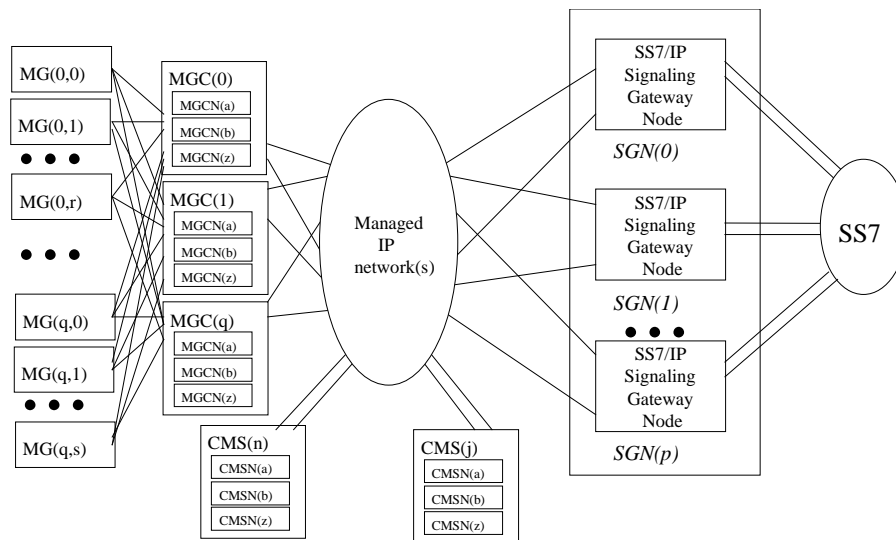 MG(0,0)
MG(0,1)
MG(0,r)
MG(q,0)
MG(q,1)
MG(q,s)
MGC(0)
MGCN(a)
MGCN(b)
MGCN(z)
MGC(1)
MGCN(a)
MGCN(b)
MGCN(z)
MGC(q)
MGCN(a)
MGCN(b)
MGCN(z)
Managed
IP
network(s)
CMS(n)
CMSN(a)
CMSN(b)
CMSN(z)
CMS(j)
CMSN(a)
CMSN(b)
CMSN(z)
SS7/IP
Signaling
Gateway
Node
SGN(0)
SS7/IP
Signaling
Gateway
Node
SGN(1)
SS7/IP
Signaling
Gateway
Node
SGN(p)
SS7